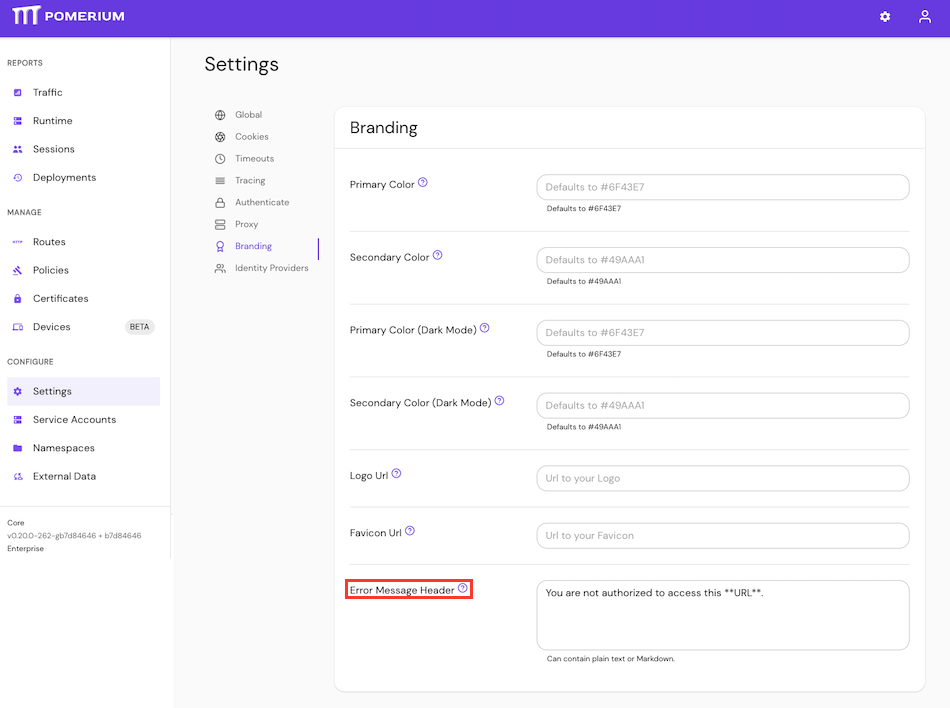 POMERIUM
REPORTS
Traffic
Runtime
Sessions
Deployments
MANAGE
Routes
Policies
Certificates
Devices BETA
CONFIGURE
Settings
Service Accounts
Namespaces
External Data
Core
v0.20.0-262-gb7d84646 + b7d84646
Enterprise
Settings
Global
Cookies
Timeouts
Tracing
Authenticate
Proxy
Branding
Identity Providers
Branding
Primary Color ?
Defaults to #6F43E7
Defaults to #6F43E7
Secondary Color ?
Defaults to #49AAA1
Defaults to #49AAA1
Primary Color (Dark Mode) ?
Defaults to #6F43E7
Defaults to #6F43E7
Secondary Color (Dark Mode) ?
Defaults to #49AAA1
Defaults to #49AAA1
Logo Url ?
Url to your Logo
Favicon Url ?
Url to your Favicon
Error Message Header ?
You are not authorized to access this **URL**.
Can contain plain text or Markdown.